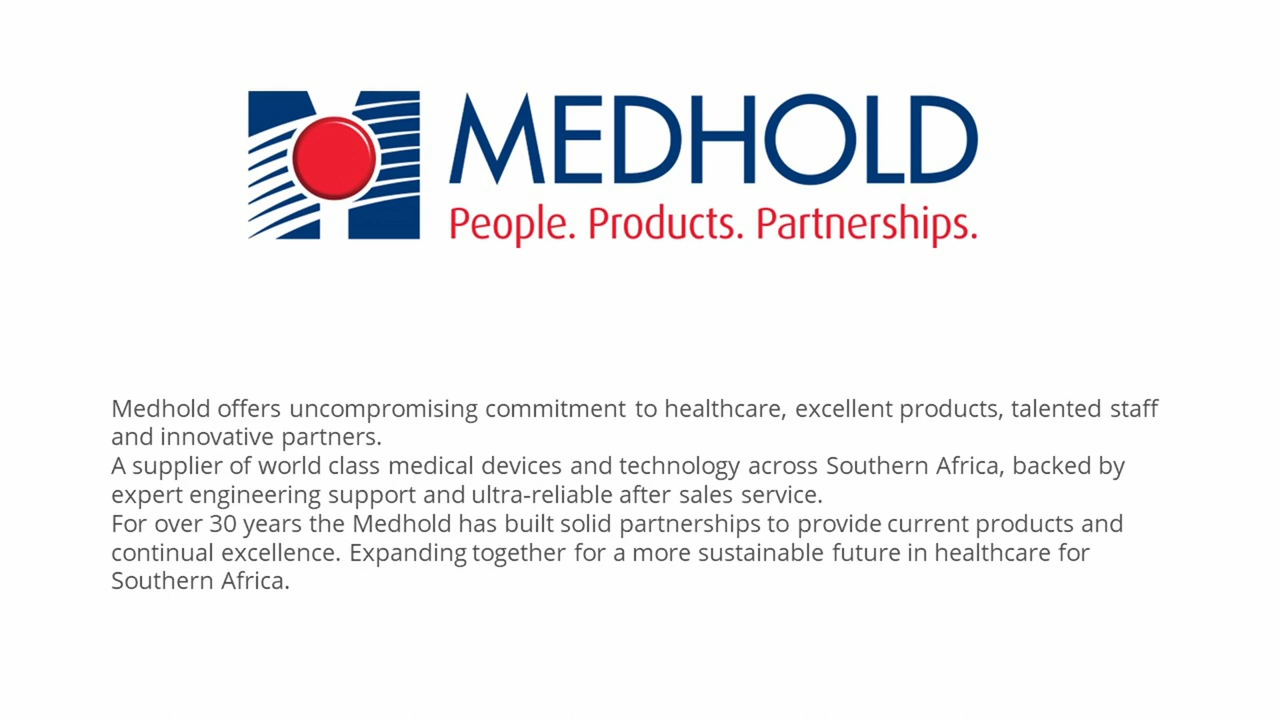 MEDHOLD
People. Products. Partnerships.
Medhold offers uncompromising commitment to healthcare, excellent products, talented staff
and innovative partners.
A supplier of world class medical devices and technology across Southern Africa, backed by
expert engineering support and ultra-reliable after sales service.
For over 30 years the Medhold has built solid partnerships to provide current products and
continual excellence. Expanding together for a more sustainable future in healthcare for
Southern Africa.